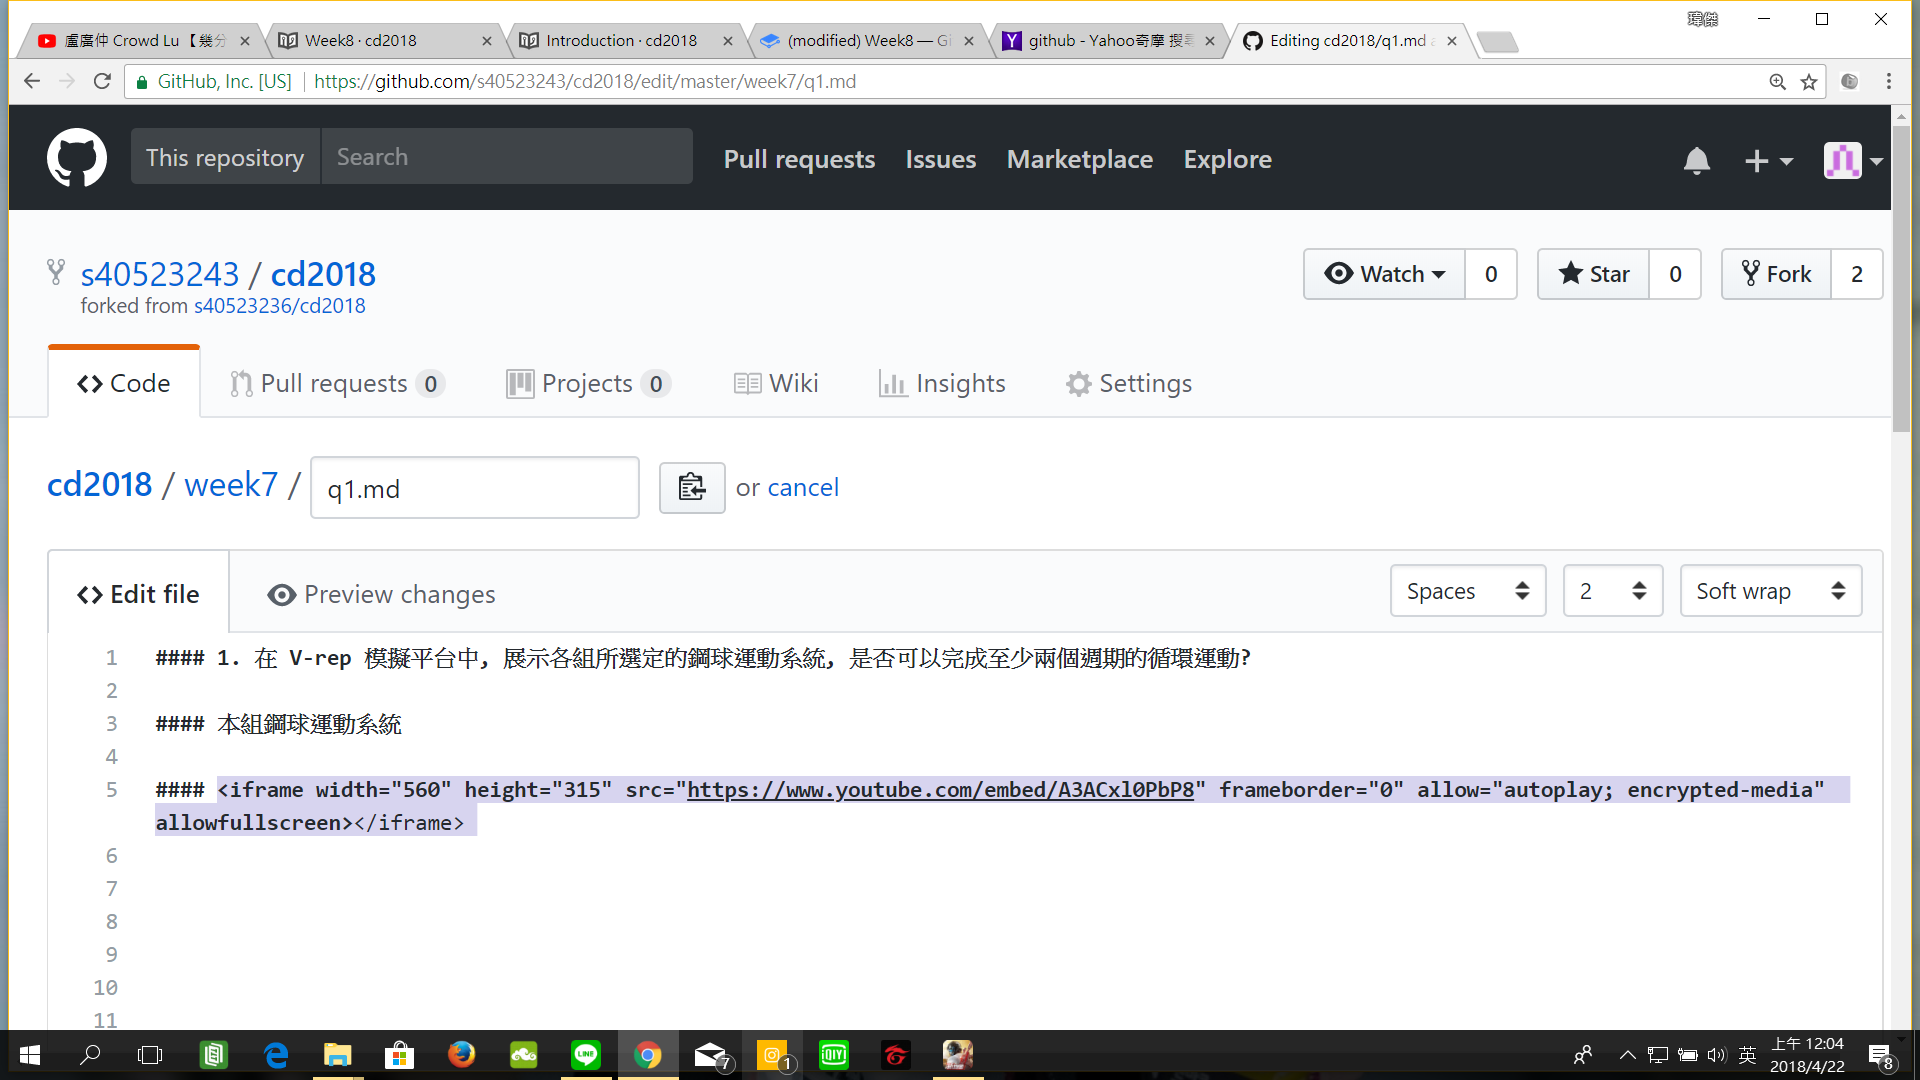 瑋傑
盧廣仲 Crowd Lu 【幾分
Week8 · cd2018
Introduction · cd2018
(modified) Week8 — Gi
github - Yahoo奇摩 搜尋
Editing cd2018/q1.md a
GitHub, Inc. [US]
https://github.com/s40523243/cd2018/edit/master/week7/q1.md
This repository
Search
Pull requests
Issues
Marketplace
Explore
s40523243 / cd2018
forked from s40523236/cd2018
Watch 0
Star 0
Fork 2
Code
Pull requests 0
Projects 0
Wiki
Insights
Settings
cd2018 / week7 / q1.md or cancel
Edit file
Preview changes
Spaces
2
Soft wrap
1 #### 1. 在 V-rep 模擬平台中, 展示各組所選定的鋼球運動系統, 是否可以完成至少兩個週期的循環運動?
2
3 #### 本組鋼球運動系統
4
5 #### <iframe width="560" height="315" src="https://www.youtube.com/embed/A3ACxl0PbP8" frameborder="0" allow="autoplay; encrypted-media"
allowfullscreen></iframe>
6
7
8
9
10
11
LINE
7
1
iQIYI
英
上午 12:04
2018/4/22
8